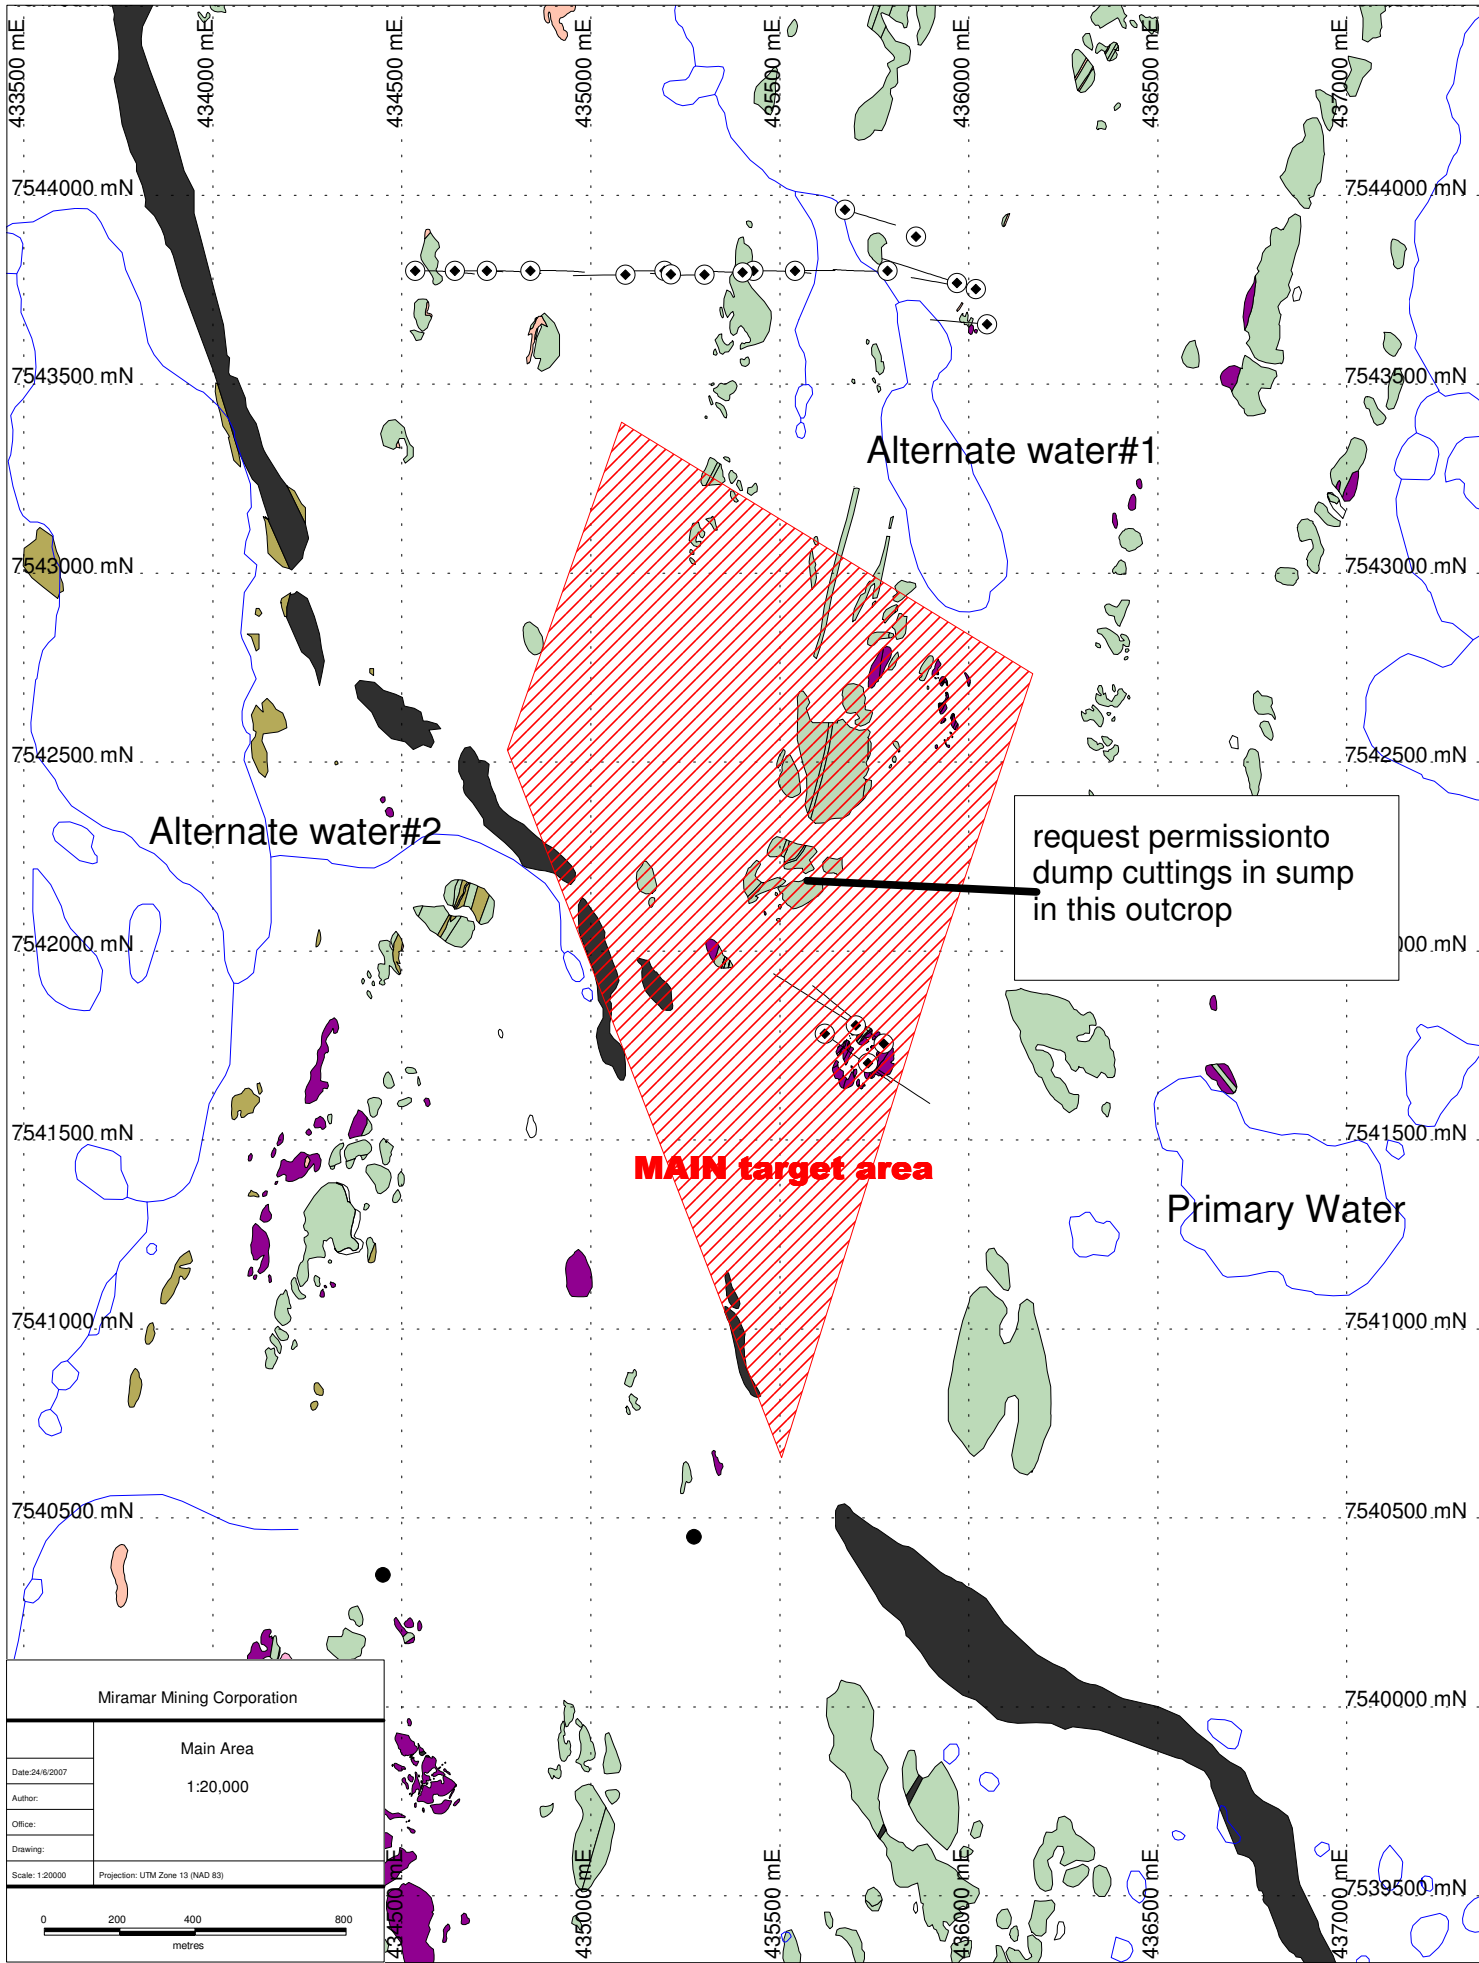 433500 mE
434000 mE
434500 mE
435000 mE
435500 mE
436000 mE
436500 mE
437000 mE
7544000 mN
7544000 mN
7543500 mN
7543500 mN
Alternate water#1
7543000 mN
7543000 mN
7542500 mN
7542500 mN
Alternate water#2
request permissionto
dump cuttings in sump
in this outcrop
7542000 mN
000 mN
7541500 mN
7541500 mN
MAIN target area
Primary Water
7541000 mN
7541000 mN
7540500 mN
7540500 mN
7540000 mN
7539500 mN
434500 mE
435000 mE
435500 mE
436000 mE
436500 mE
437000 mE
Miramar Mining Corporation
Main Area
1:20,000
Date:24/6/2007
Author:
Office:
Drawing:
Scale: 1:20000
Projection: UTM Zone 13 (NAD 83)
0 200 400 800
metres